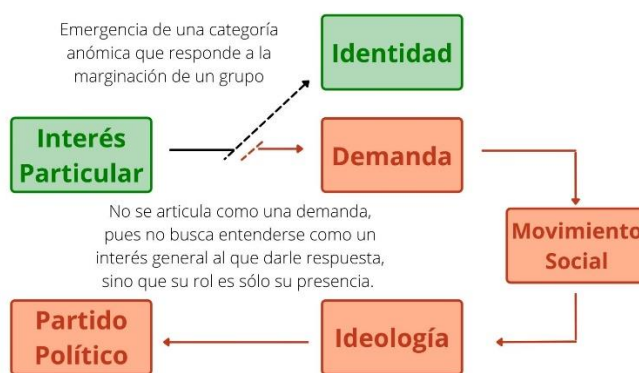 Emergencia de una categoría
anómica que responde a la
marginación de un grupo
Identidad
Interés
Particular
Demanda
No se articula como una demanda,
pues no busca entenderse como un
interés general al que darle respuesta,
sino que su rol es sólo su presencia.
Movimiento
Social
Partido
Político
Ideología